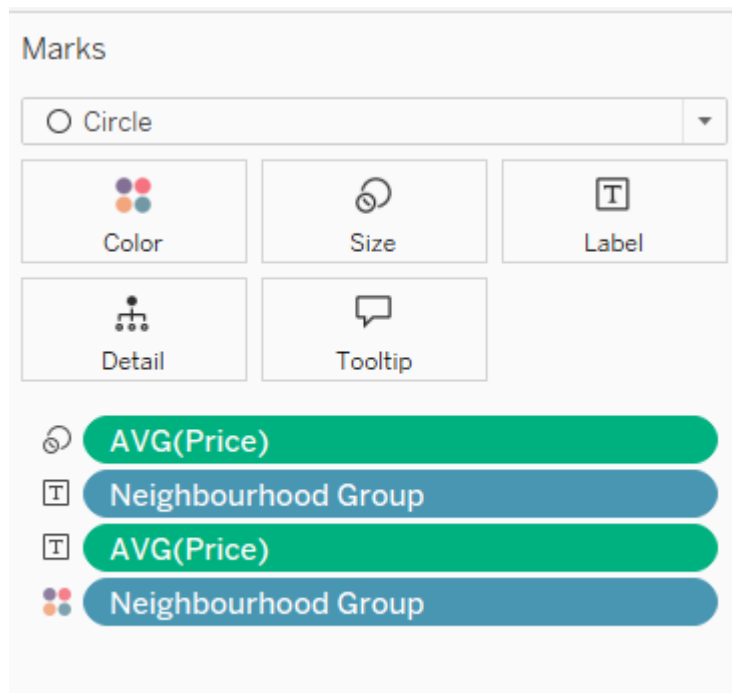 Marks
Circle
Color Size Label
Detail Tooltip
AVG(Price)
T Neighbourhood Group
T AVG(Price)
Neighbourhood Group